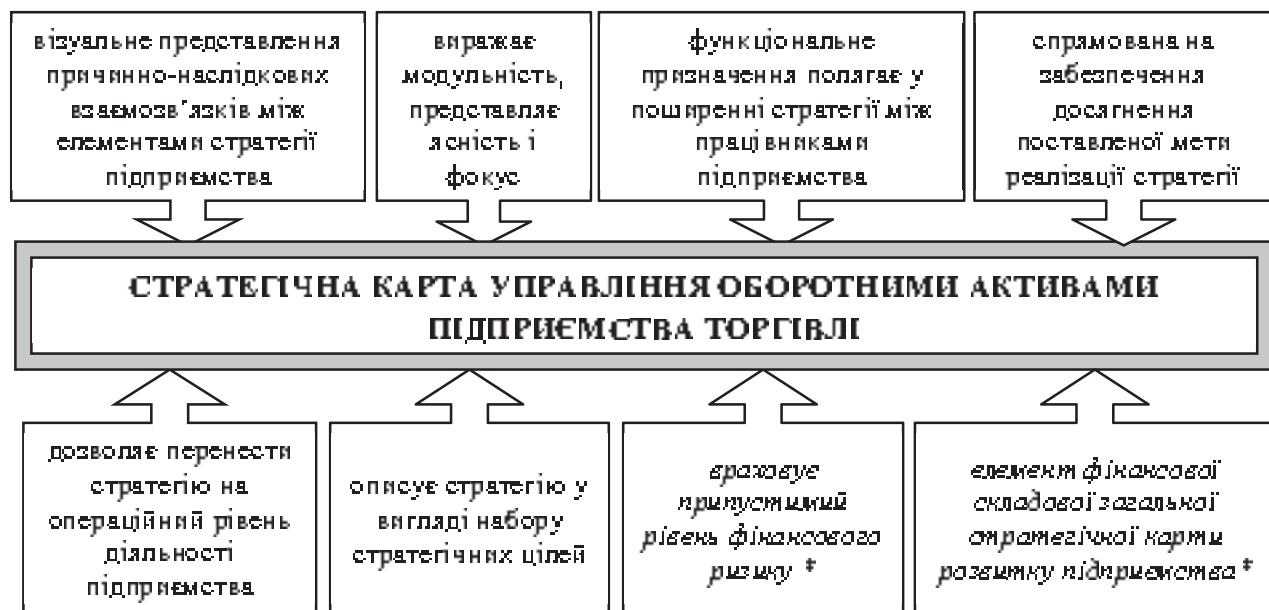 візуальне представлення
причинно-наслідкових
взаємозв'язків між
елементами стратегії
підприємства
виражає
модульність,
представляє
ясність і
фокус
функціональне
призначення полягає у
поширенні стратегії між
працівниками
підприємства
спрямована на
забезпечення
досягнення
поставленої мети
реалізації стратегії
СТРАТЕГІЧНА КАРТА УПРАВЛІННЯ ОБОРОТНИМИ АКТИВАМИ
ПІДПРИЄМСТВА ТОРГІВЛІ
дозволяє перенести
стратегію на
операційний рівень
діяльності
підприємства
описує стратегію у
вигляді набору
стратегічних цілей
враховує
припустимий
рівень фінансового
ризику *
елемент фінансової
складової загальної
стратегічної карти
розвитку підприємства *